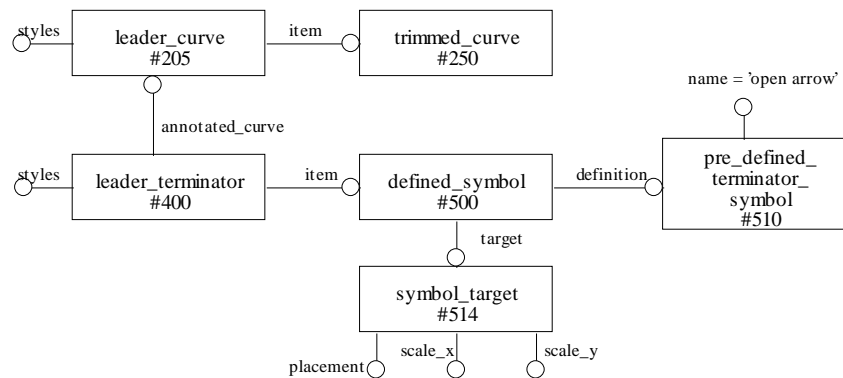 styles
leader_curve
#205
item
trimmed_curve
#250
name = 'open arrow'
annotated_curve
styles
leader_terminator
#400
item
defined_symbol
#500
definition
pre_defined_
terminator_
symbol
#510
target
symbol_target
#514
placement
scale_x
scale_y